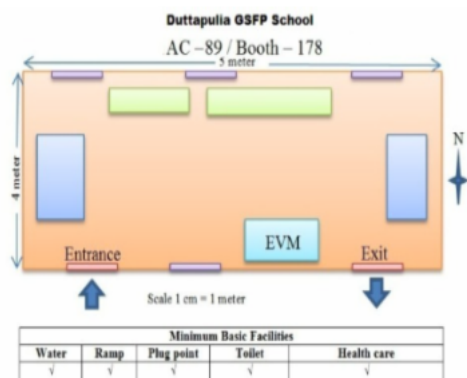 Duttapulia GSFP School
AC –89 / Booth – 178
5 meter
4 meter
N
Entrance
EVM
Exit
Scale 1 cm = 1 meter
Minimum Basic Facilities
Water Ramp Plug point Toilet Health care
√ √ √ √ √